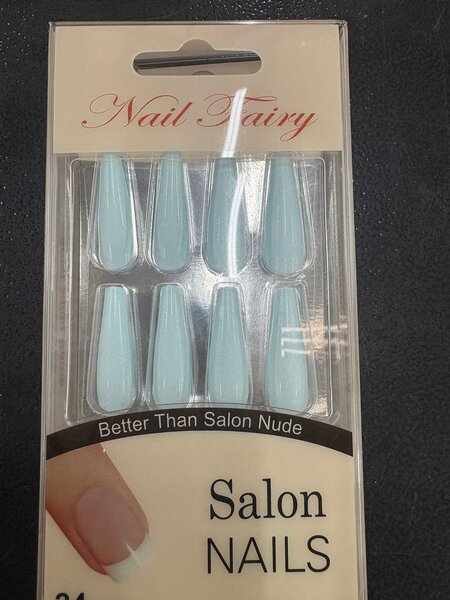 Nail Fairy
Better Than Salon Nude
Salon
NAILS